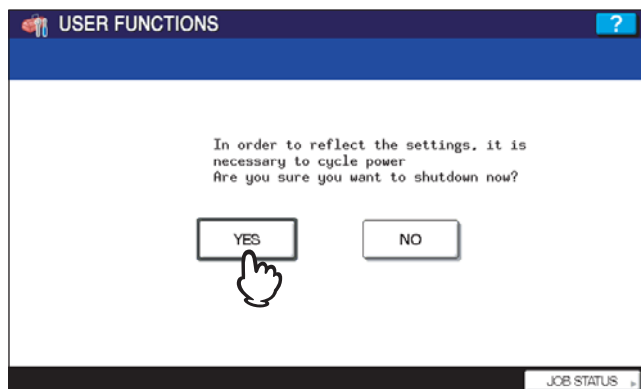 USER FUNCTIONS
?
In order to reflect the settings, it is
necessary to cycle power
Are you sure you want to shutdown now?
YES
NO
JOB STATUS